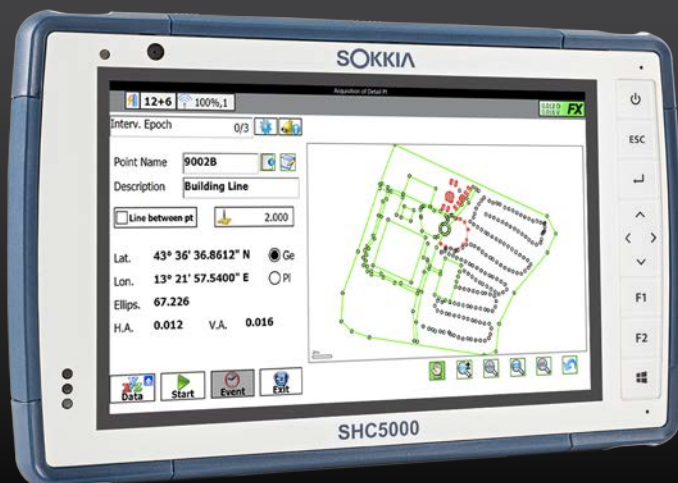 SOKKIA
Acquisition of Detail Pt
12+6 100%,1
FX
Interv. Epoch 0/3
Point Name 9002B
Description Building Line
Line between pt 2.000
Lat. 43° 36' 36.8612" N Ge
Lon. 13° 21' 57.5400" E Pl
Ellips. 67.226
H.A. 0.012 V.A. 0.016
Data Start Event Exit
ESC
F1
F2
SHC5000